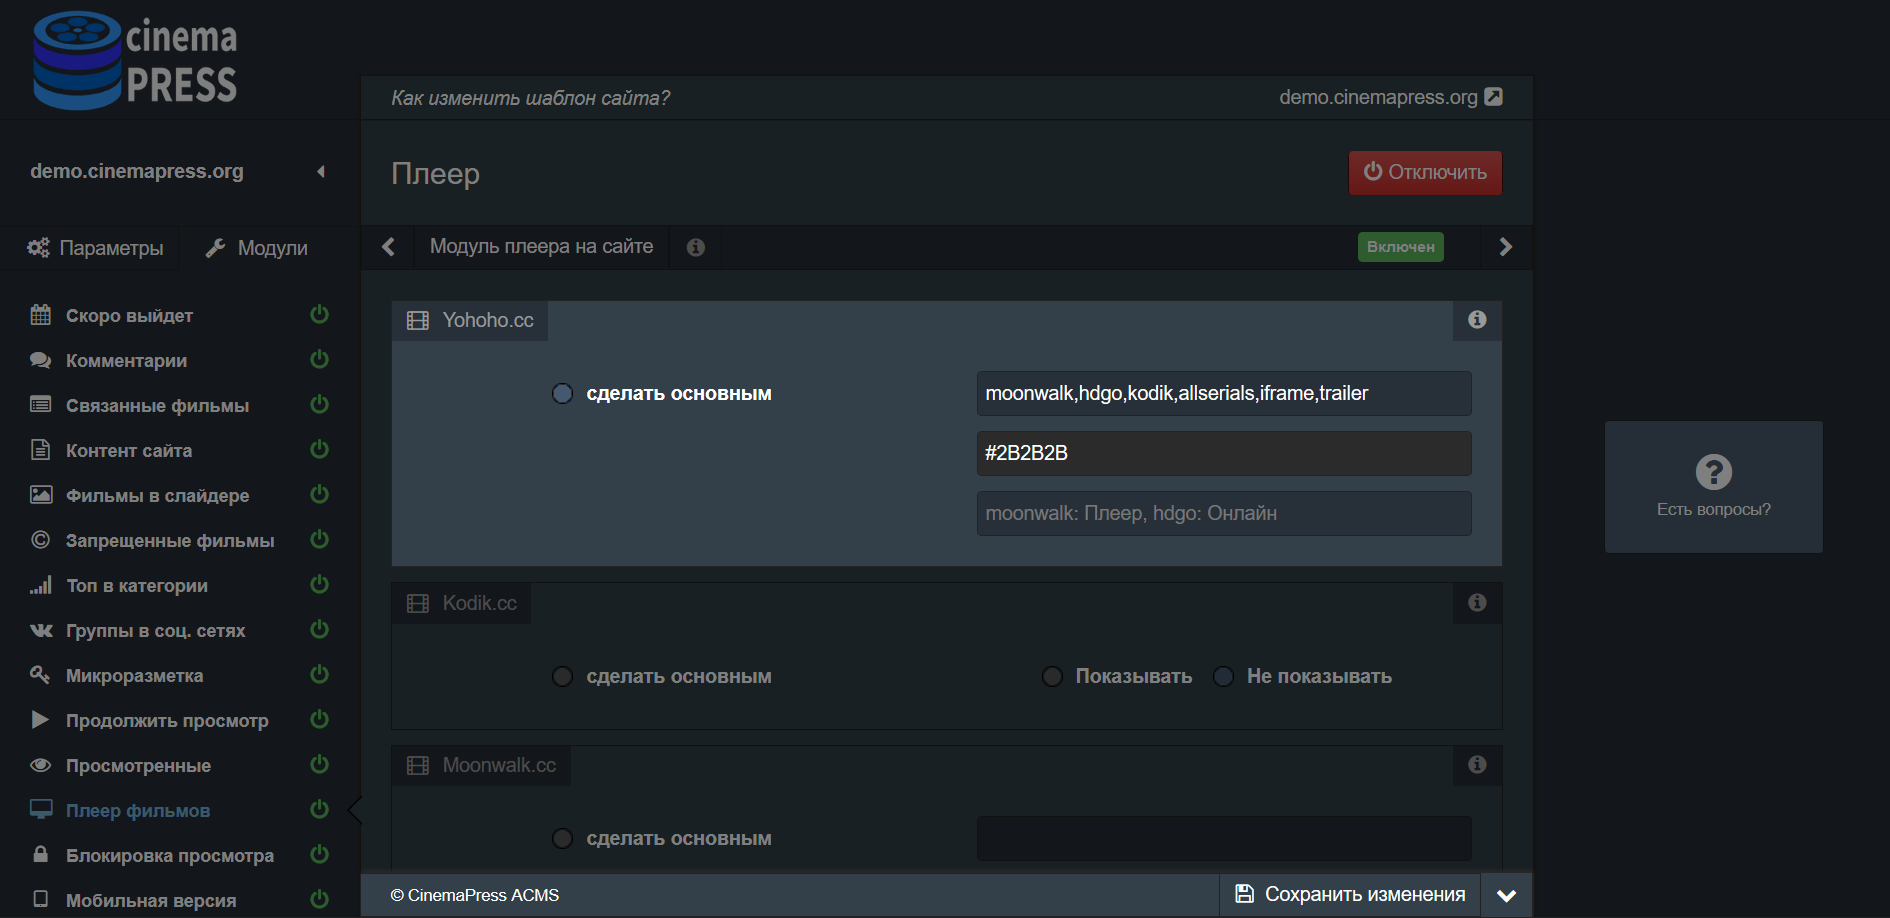 cinema
PRESS
Как изменить шаблон сайта?
demo.cinemapress.org
demo.cinemapress.org
Плеер
Отключить
Параметры
Модули
Модуль плеера на сайте
Включен
Скоро выйдет
Комментарии
Связанные фильмы
Контент сайта
Фильмы в слайдере
Запрещенные фильмы
Топ в категории
Группы в соц. сетях
Микроразметка
Продолжить просмотр
Просмотренные
Плеер фильмов
Блокировка просмотра
Мобильная версия
Yohoho.cc
сделать основным
moonwalk,hdgo,kodik,allserials,iframe,trailer
#2B2B2B
moonwalk: Плеер, hdgo: Онлайн
Kodik.cc
сделать основным
Показывать
Не показывать
Moonwalk.cc
сделать основным
Есть вопросы?
© CinemaPress ACMS
Сохранить изменения